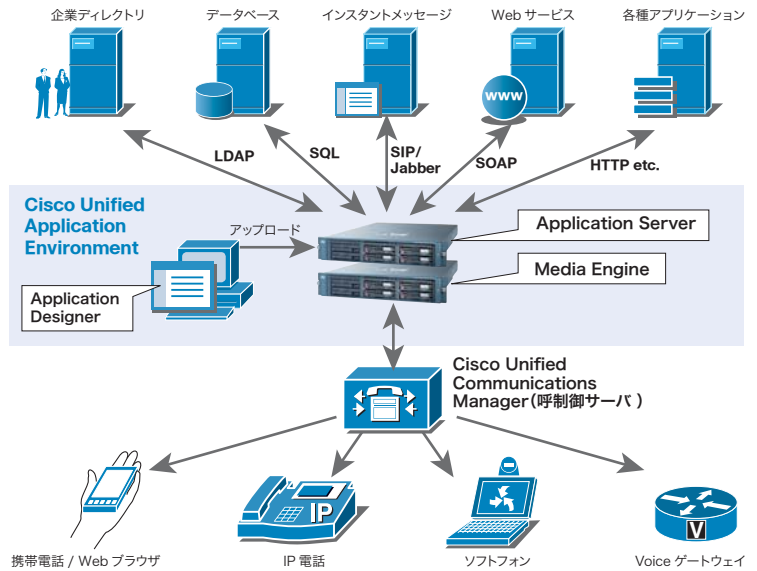 企業ディレクトリ
データベース
インスタントメッセージ
Web サービス
各種アプリケーション
www
LDAP
SQL
SIP/
Jabber
SOAP
HTTP etc.
Cisco Unified
Application
Environment
アップロード
Application Server
Media Engine
Application
Designer
Cisco Unified
Communications
Manager(呼制御サーバ )
IP
V
携帯電話 / Web ブラウザ
IP 電話
ソフトフォン
Voice ゲートウェイ